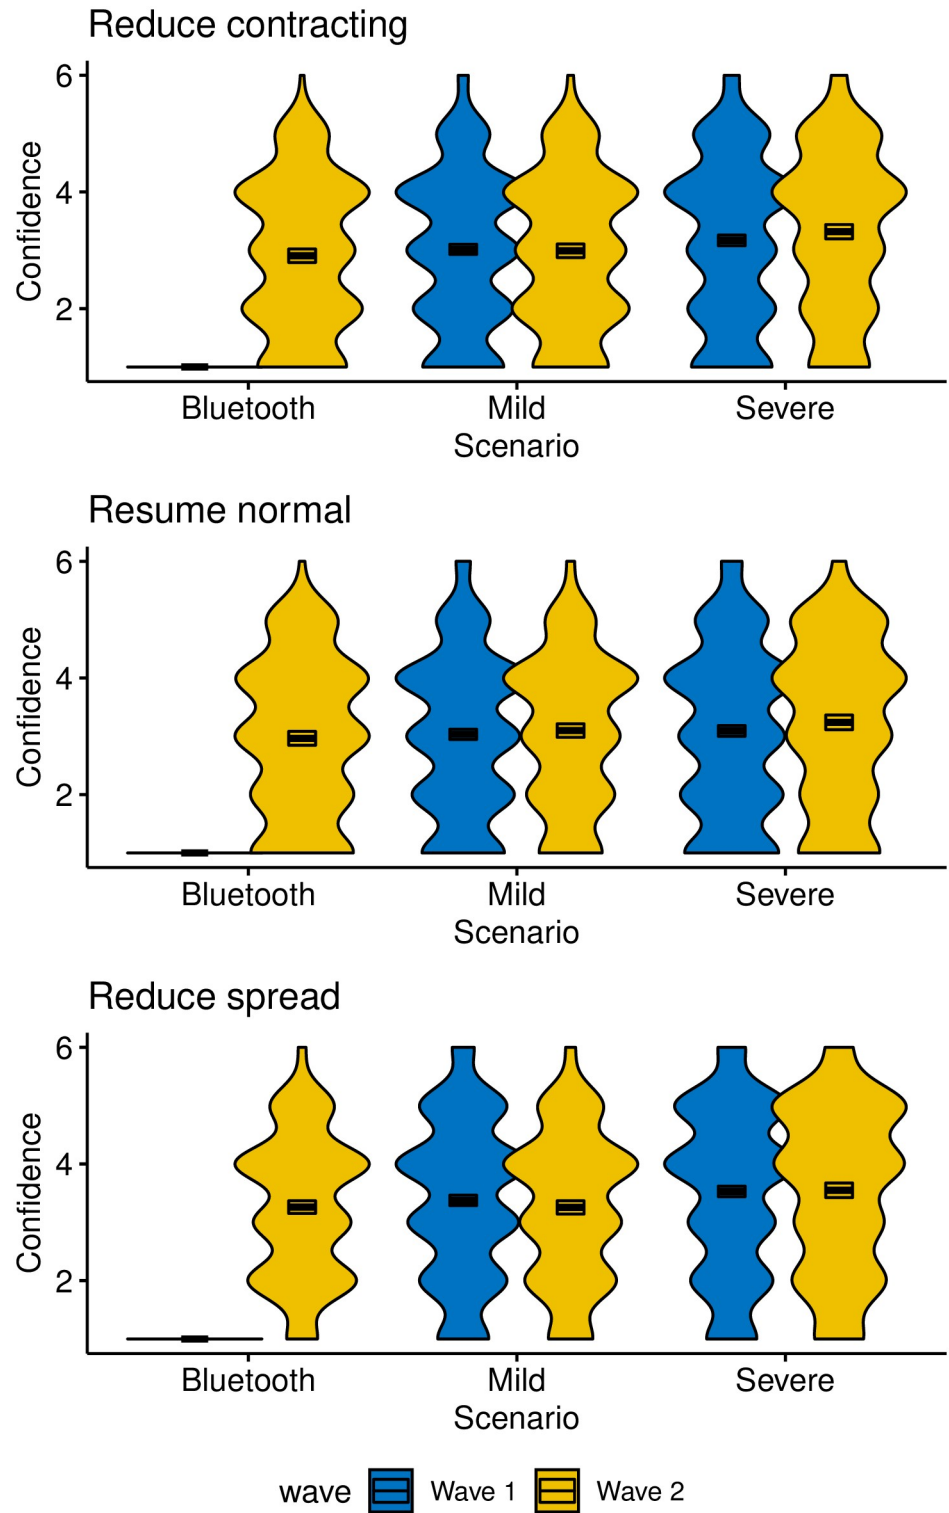 Reduce contracting
6
4
2
Confidence
Bluetooth Mild Severe
Scenario
Resume normal
6
4
2
Confidence
Bluetooth Mild Severe
Scenario
Reduce spread
6
4
2
Confidence
Bluetooth Mild Severe
Scenario
wave Wave 1 Wave 2